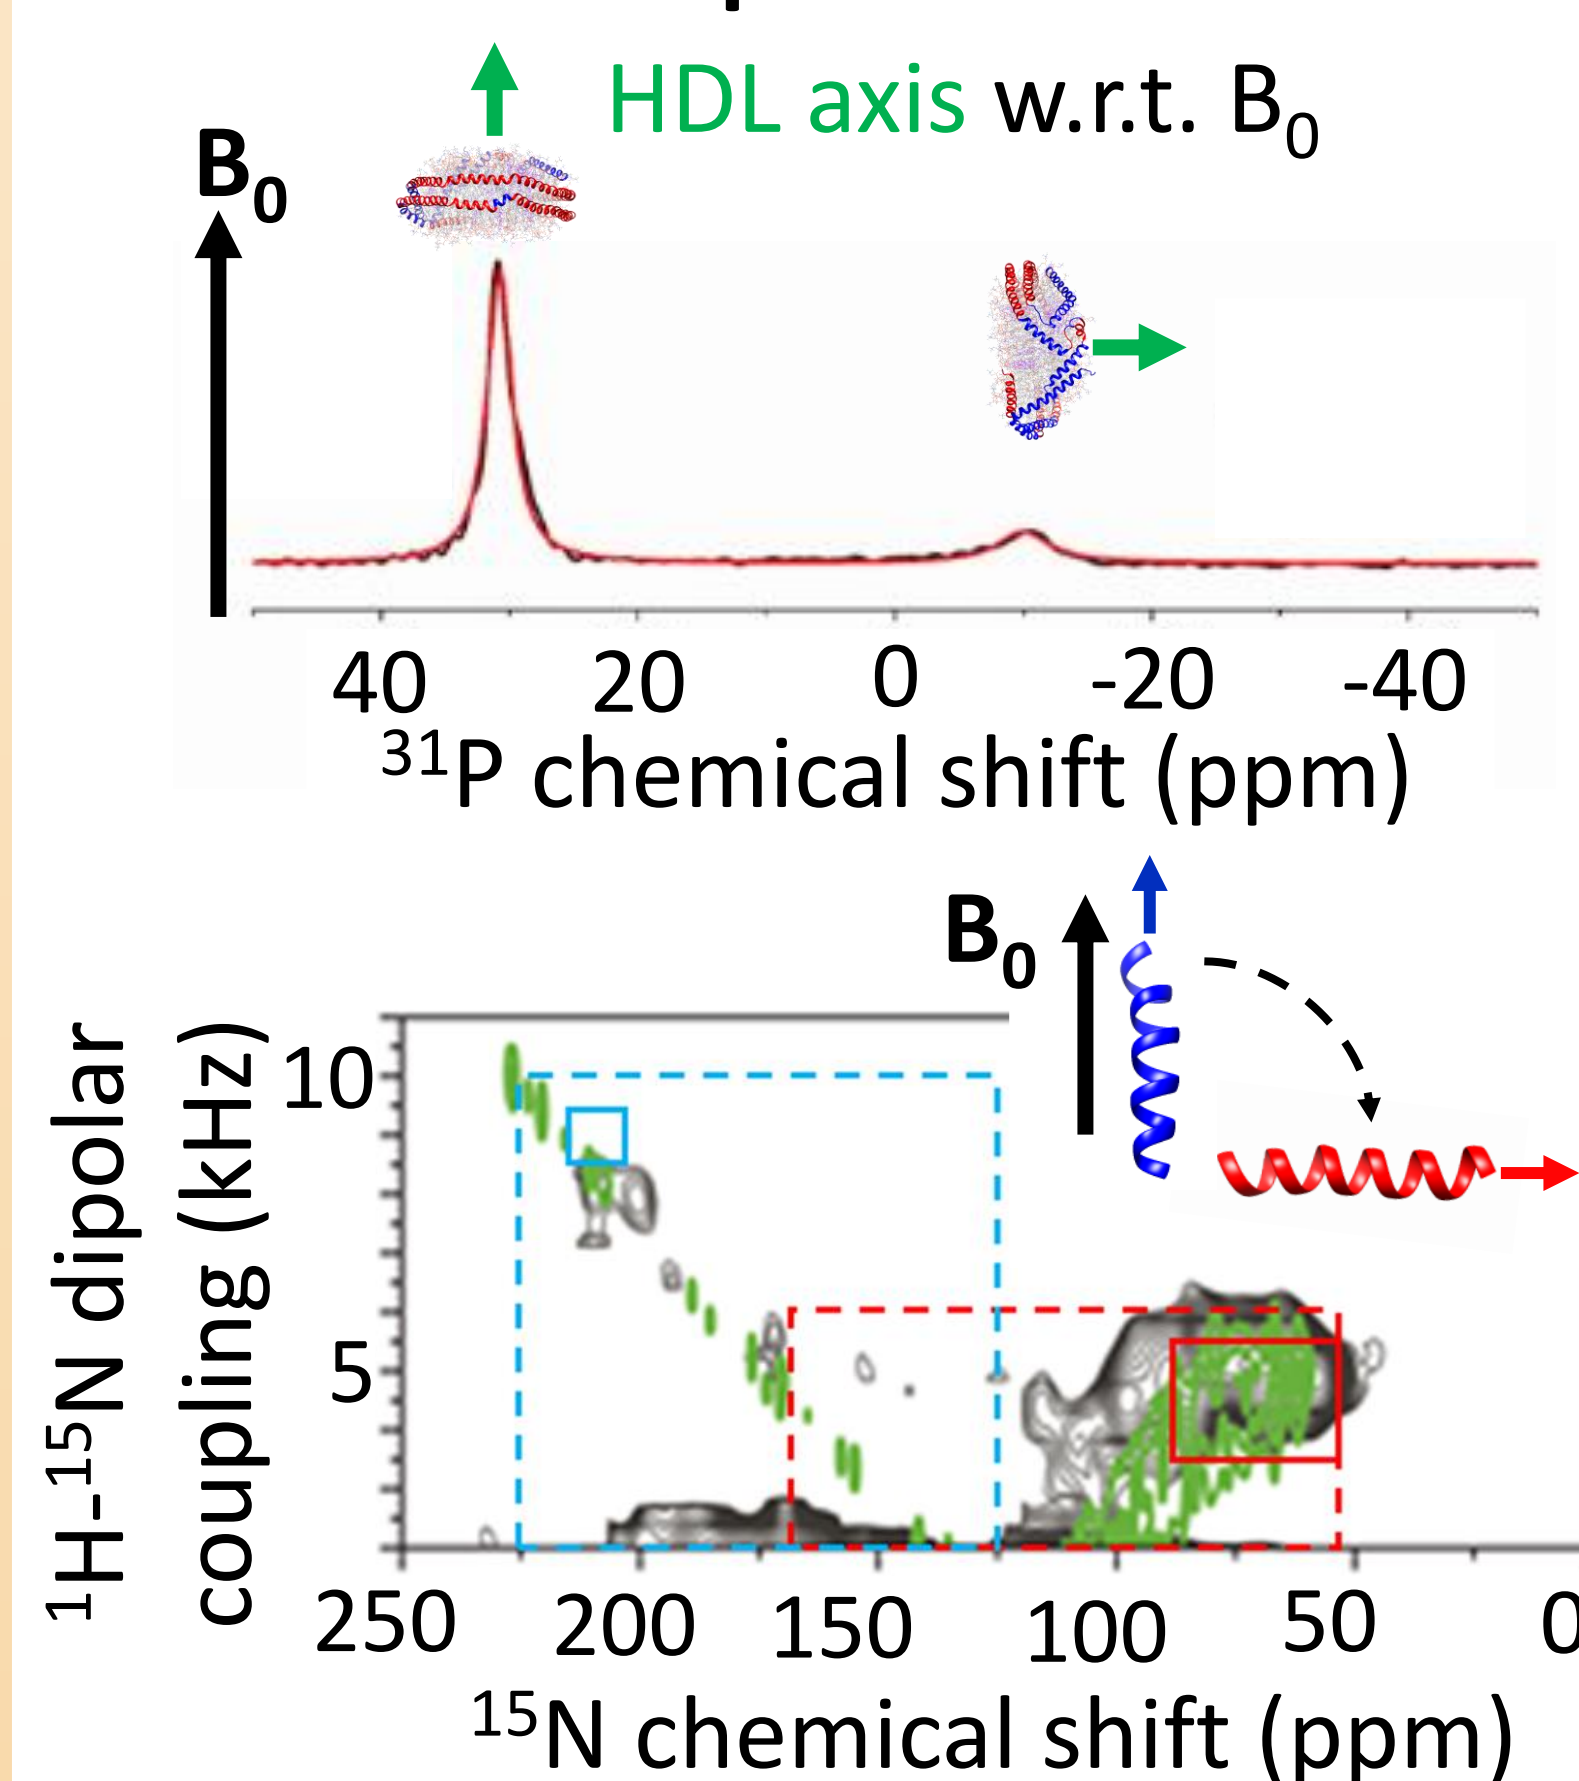 HDL axis w.r.t. B₀
B₀
40 20 0 -20 -40
³¹P chemical shift (ppm)
B₀
¹H-¹⁵N dipolar
coupling (kHz)
10
5
250 200 150 100 50 0
¹⁵N chemical shift (ppm)